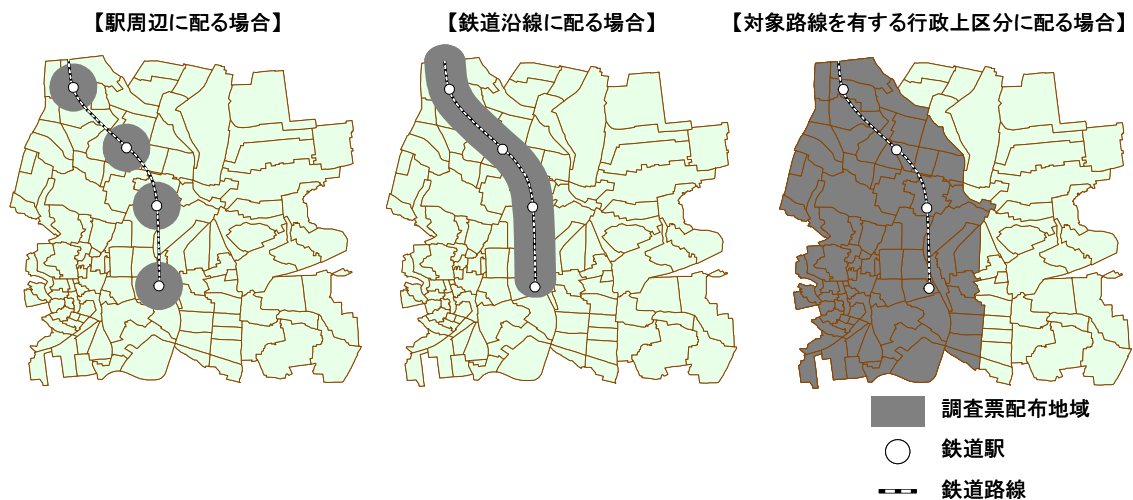 【駅周辺に配る場合】
【鉄道沿線に配る場合】
【対象路線を有する行政上区分に配る場合】
調査票配布地域
鉄道駅
鉄道路線